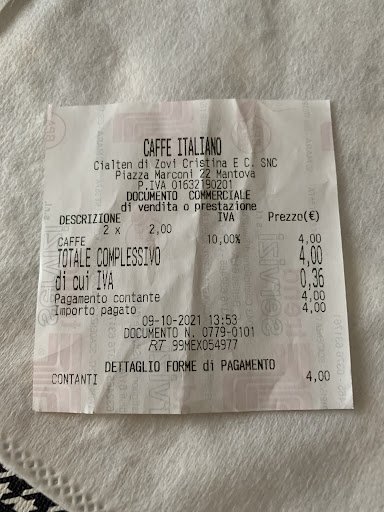 CAFFE ITALIANO
Cialten di Zovi Cristina E C. SNC
Piazza Marconi 22 Mantova
P.IVA 01632190201
DOCUMENTO COMMERCIALE
di vendita o prestazione
DESCRIZIONE IVA Prezzo(€)
2 x 2,00
CAFFE 10,00% 4,00
TOTALE COMPLESSIVO 4,00
di cui IVA 0,36
Pagamento contante 4,00
Importo pagato 4,00
09-10-2021 13:53
DOCUMENTO N. 0779-0101
RT 99MEX054977
DETTAGLIO FORME di PAGAMENTO
CONTANTI 4,00